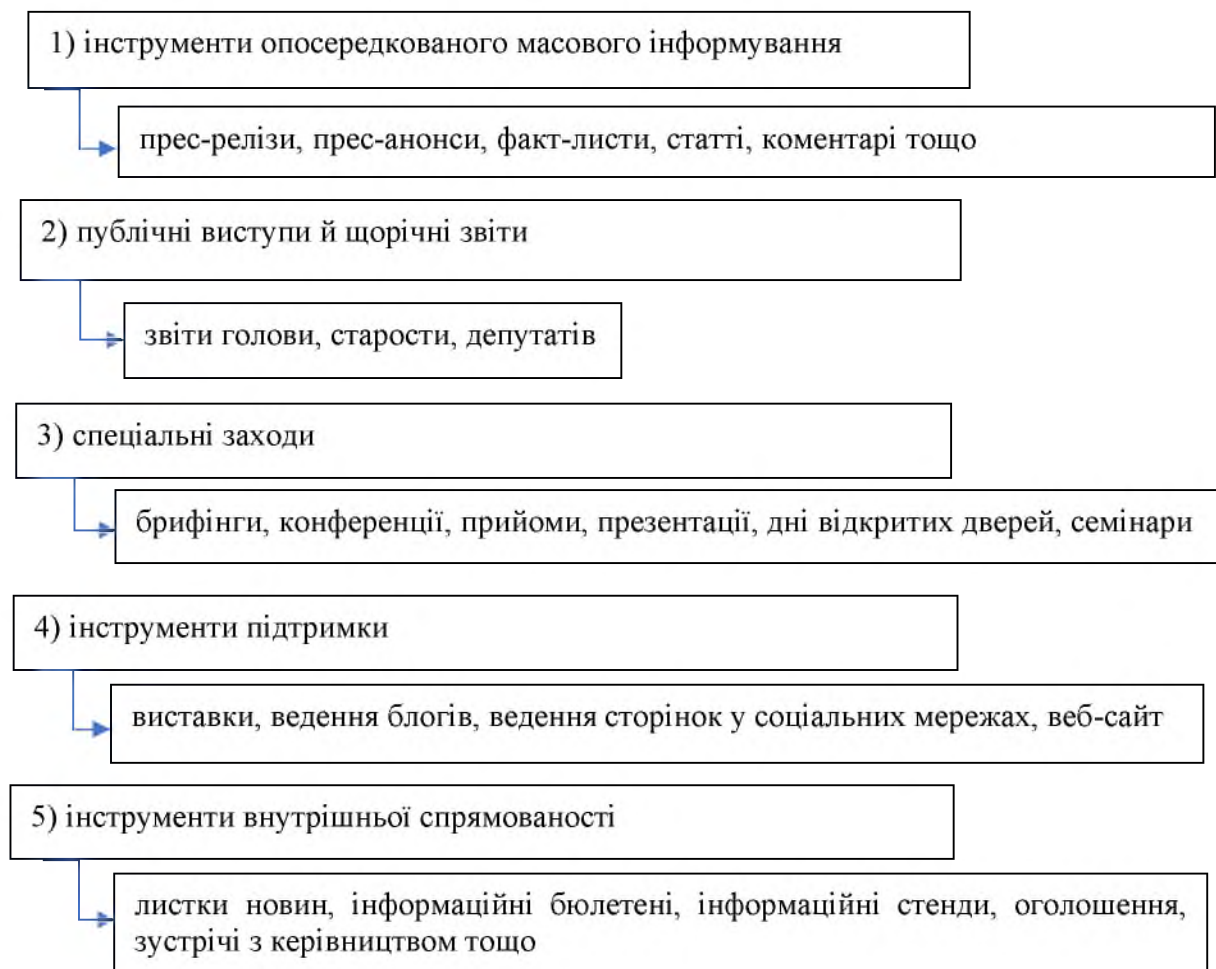 1) інструменти опосередкованого масового інформування
прес-релізи, прес-анонси, факт-листи, статті, коментарі тощо
2) публічні виступи й щорічні звіти
звіти голови, старости, депутатів
3) спеціальні заходи
брифінги, конференції, прийоми, презентації, дні відкритих дверей, семінари
4) інструменти підтримки
виставки, ведення блогів, ведення сторінок у соціальних мережах, веб-сайт
5) інструменти внутрішньої спрямованості
листки новин, інформаційні бюлетені, інформаційні стенди, оголошення,
зустрічі з керівництвом тощо